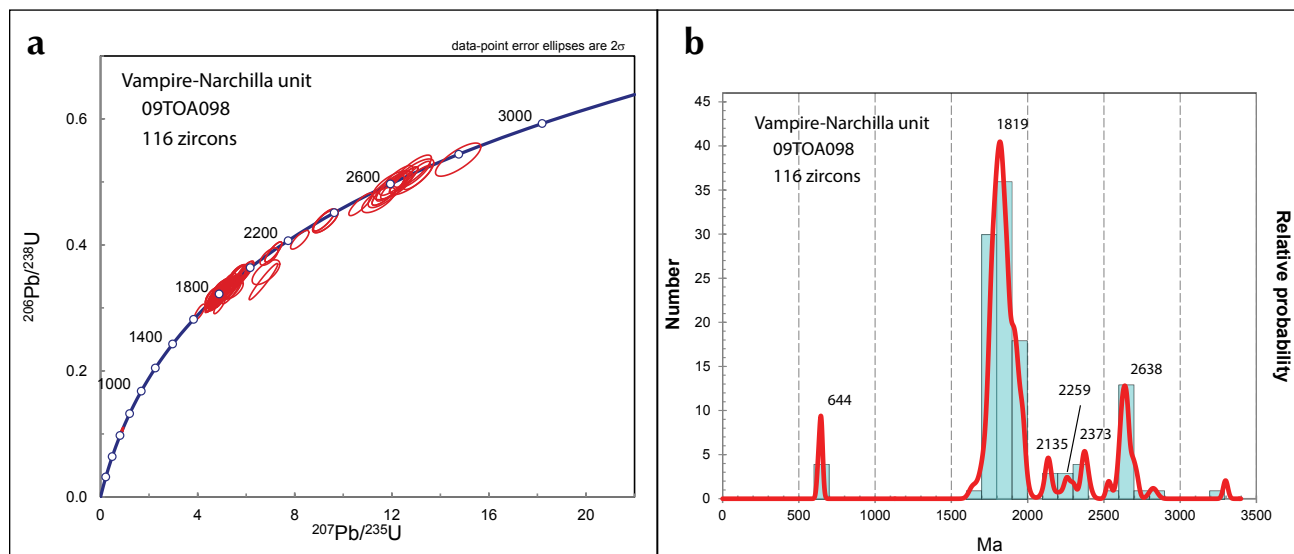 a
data-point error ellipses are 2σ
Vampire-Narchilla unit
09TOA098
116 zircons
3000
2600
2200
1800
1400
1000
0.6
0.4
0.2
0.0
0
4
8
12
16
20
206Pb/238U
207Pb/235U
b
Vampire-Narchilla unit
09TOA098
116 zircons
1819
644
2135
2259
2373
2638
45
40
35
30
25
20
15
10
5
0
0
500
1000
1500
2000
2500
3000
3500
Number
Relative probability
Ma